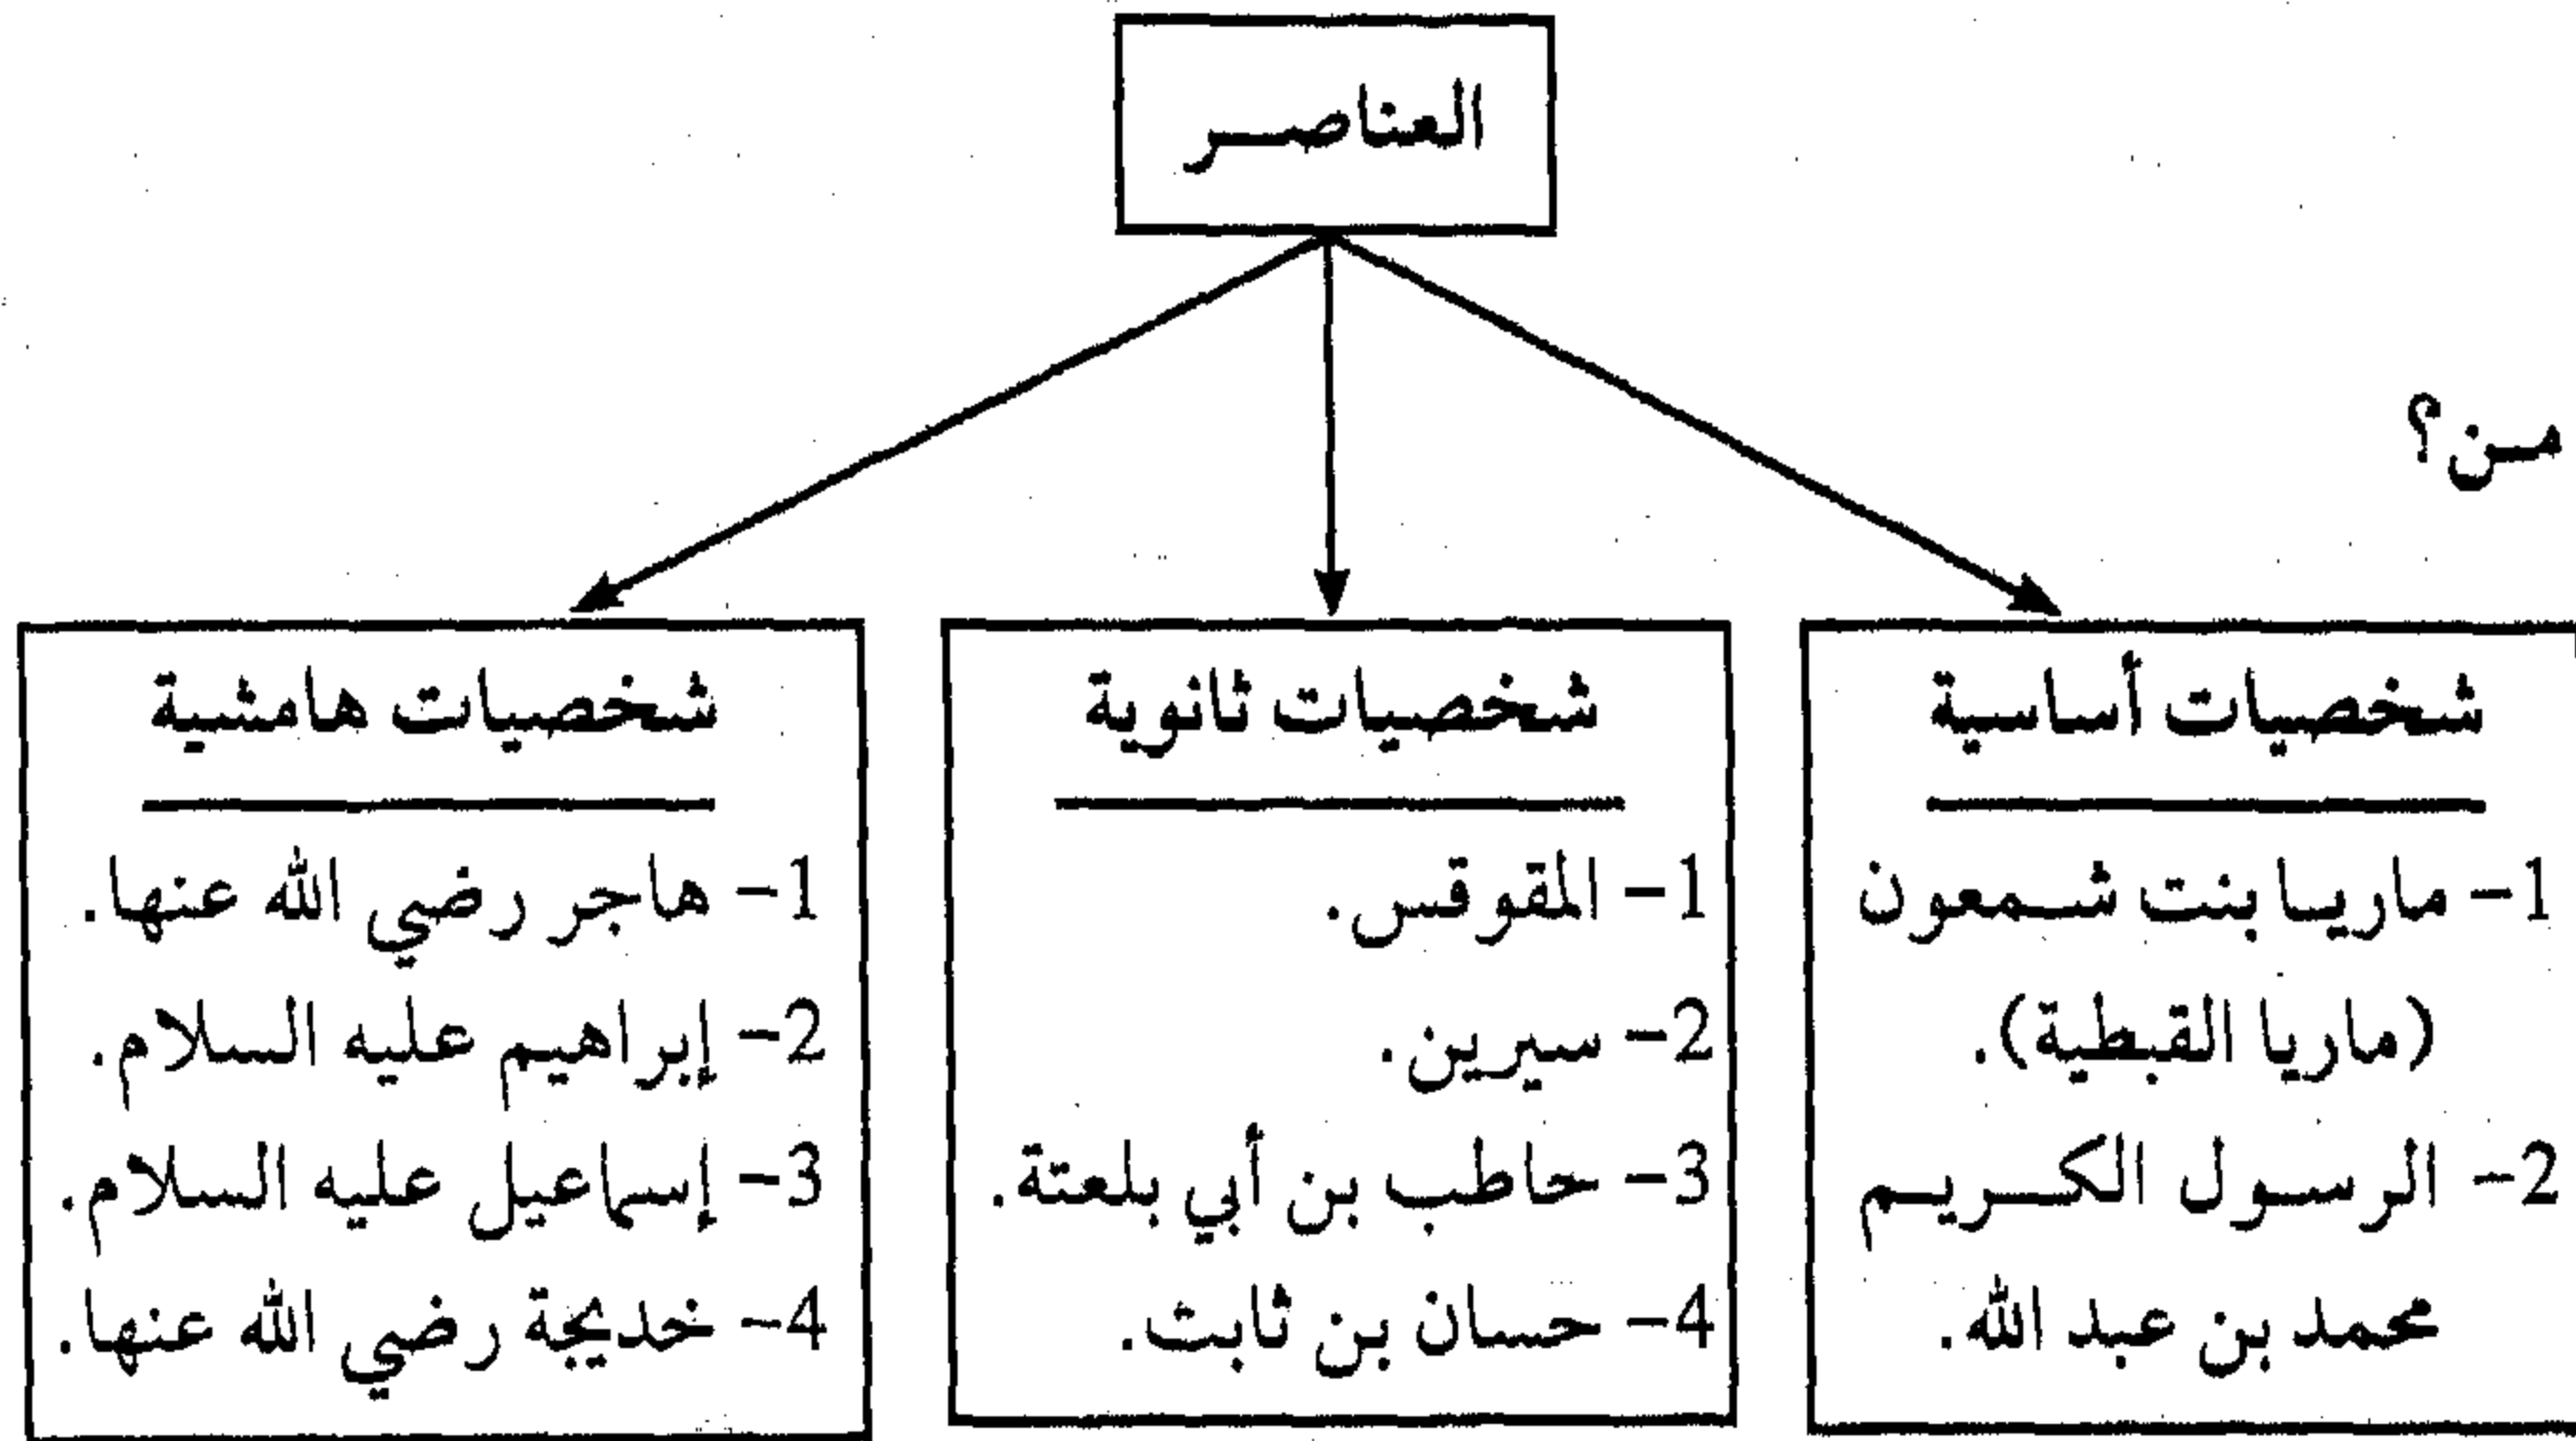 العناصر
من؟
شخصيات أساسية
1- ماريا بنت شمعون
(ماريا القبطية).
2- الرسول الكريم
محمد بن عبد الله.
شخصيات ثانوية
1- المقوقس.
2- سيرين.
3- حاطب بن أبي بلعتة.
4- حسان بن ثابت.
شخصيات هامشية
1- هاجر رضي الله عنها.
2- إبراهيم عليه السلام.
3- إسماعيل عليه السلام.
4- خديجة رضي الله عنها.